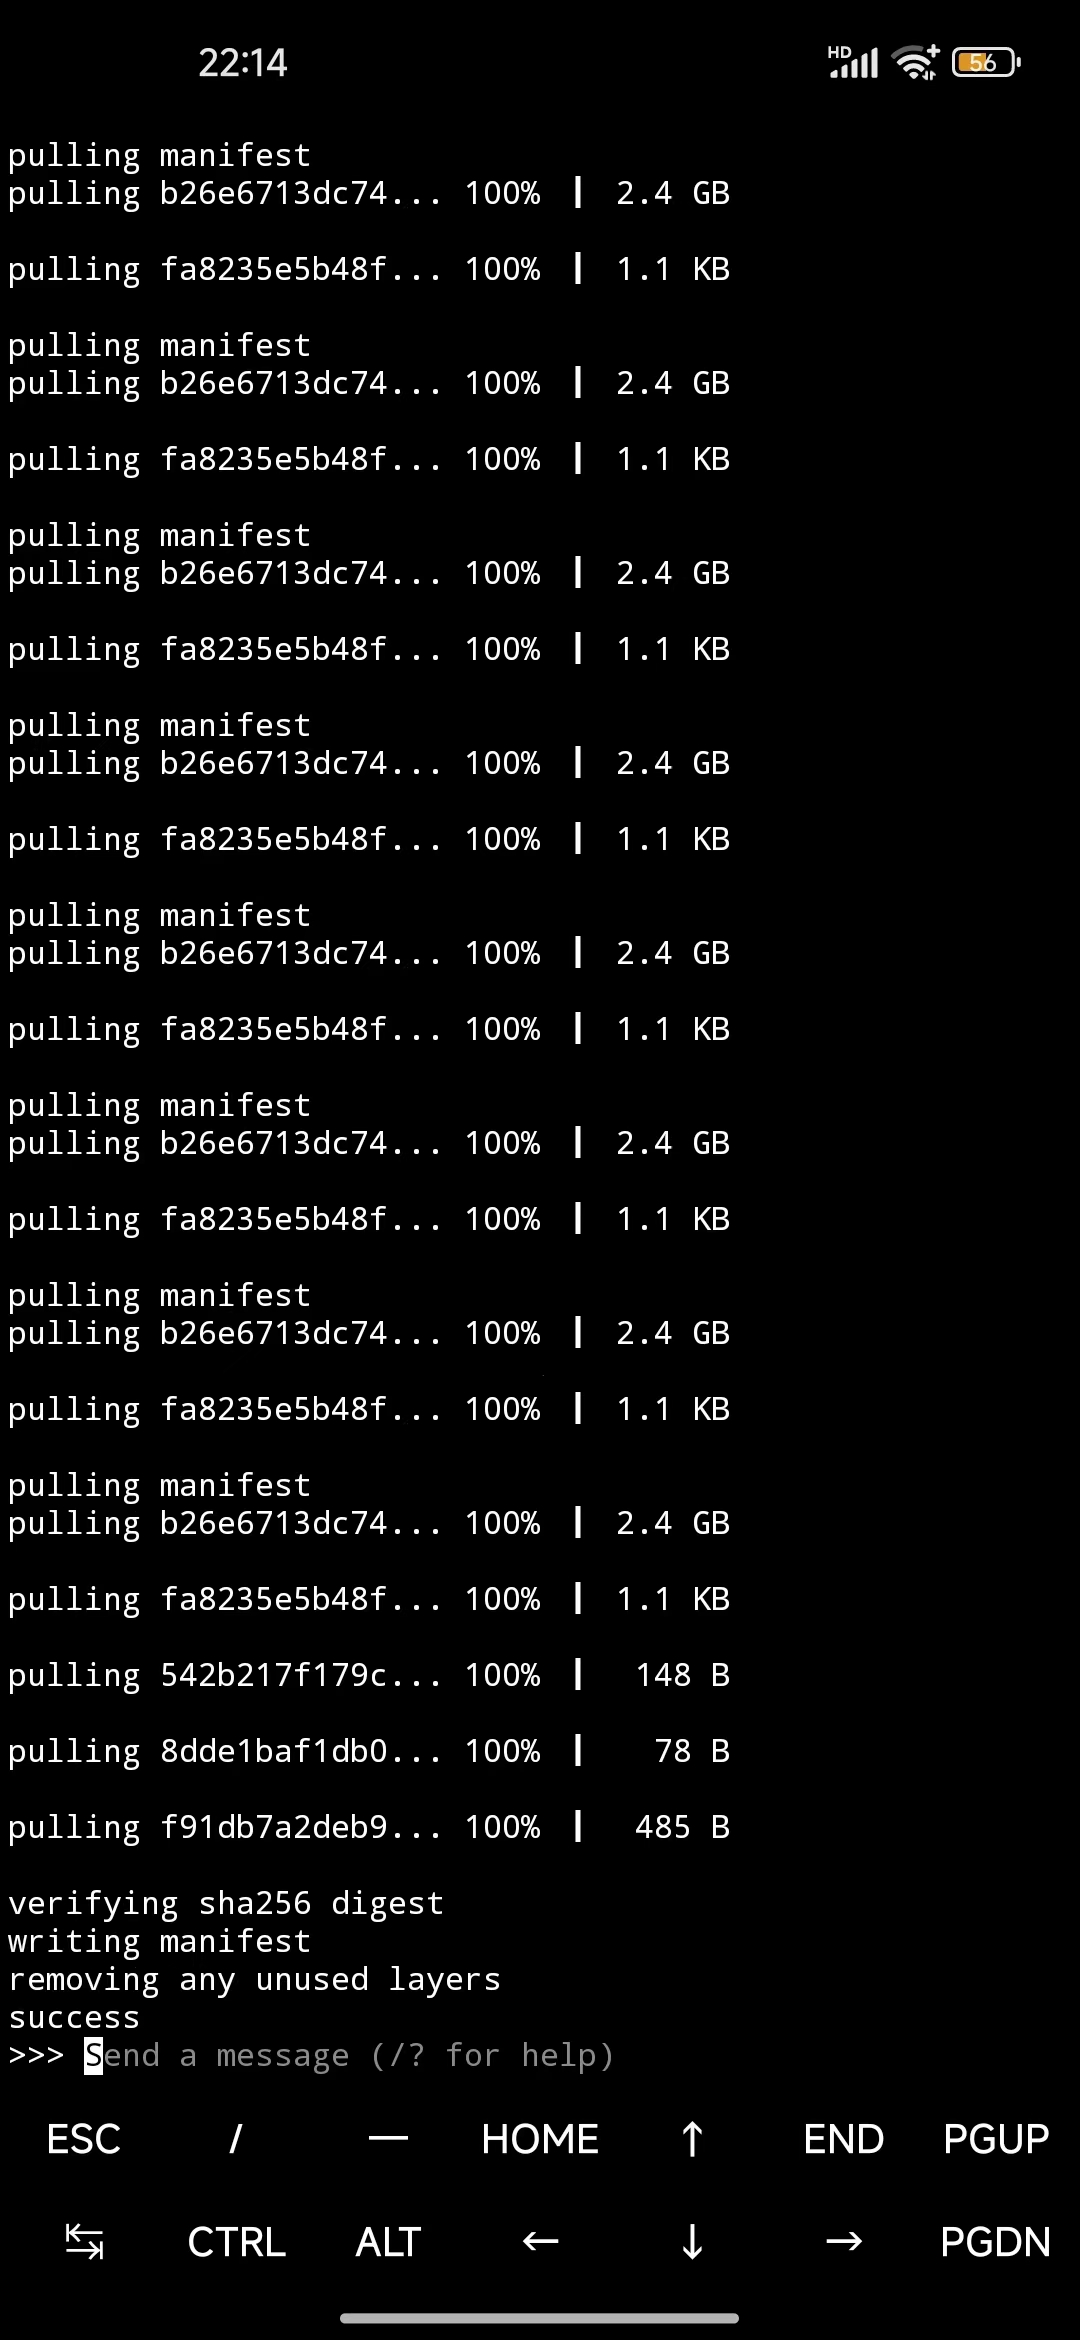 22:14
HD
56
pulling manifest
pulling b26e6713dc74... 100% ▕ 2.4 GB
pulling fa8235e5b48f... 100% ▕ 1.1 KB
pulling manifest
pulling b26e6713dc74... 100% ▕ 2.4 GB
pulling fa8235e5b48f... 100% ▕ 1.1 KB
pulling manifest
pulling b26e6713dc74... 100% ▕ 2.4 GB
pulling fa8235e5b48f... 100% ▕ 1.1 KB
pulling manifest
pulling b26e6713dc74... 100% ▕ 2.4 GB
pulling fa8235e5b48f... 100% ▕ 1.1 KB
pulling manifest
pulling b26e6713dc74... 100% ▕ 2.4 GB
pulling fa8235e5b48f... 100% ▕ 1.1 KB
pulling manifest
pulling b26e6713dc74... 100% ▕ 2.4 GB
pulling fa8235e5b48f... 100% ▕ 1.1 KB
pulling manifest
pulling b26e6713dc74... 100% ▕ 2.4 GB
pulling fa8235e5b48f... 100% ▕ 1.1 KB
pulling manifest
pulling b26e6713dc74... 100% ▕ 2.4 GB
pulling fa8235e5b48f... 100% ▕ 1.1 KB
pulling 542b217f179c... 100% ▕ 148 B
pulling 8dde1baf1db0... 100% ▕ 78 B
pulling f91db7a2deb9... 100% ▕ 485 B
verifying sha256 digest
writing manifest
removing any unused layers
success
>>> Send a message (/? for help)
ESC / — HOME ↑ END PGUP
↹ CTRL ALT ← ↓ → PGDN